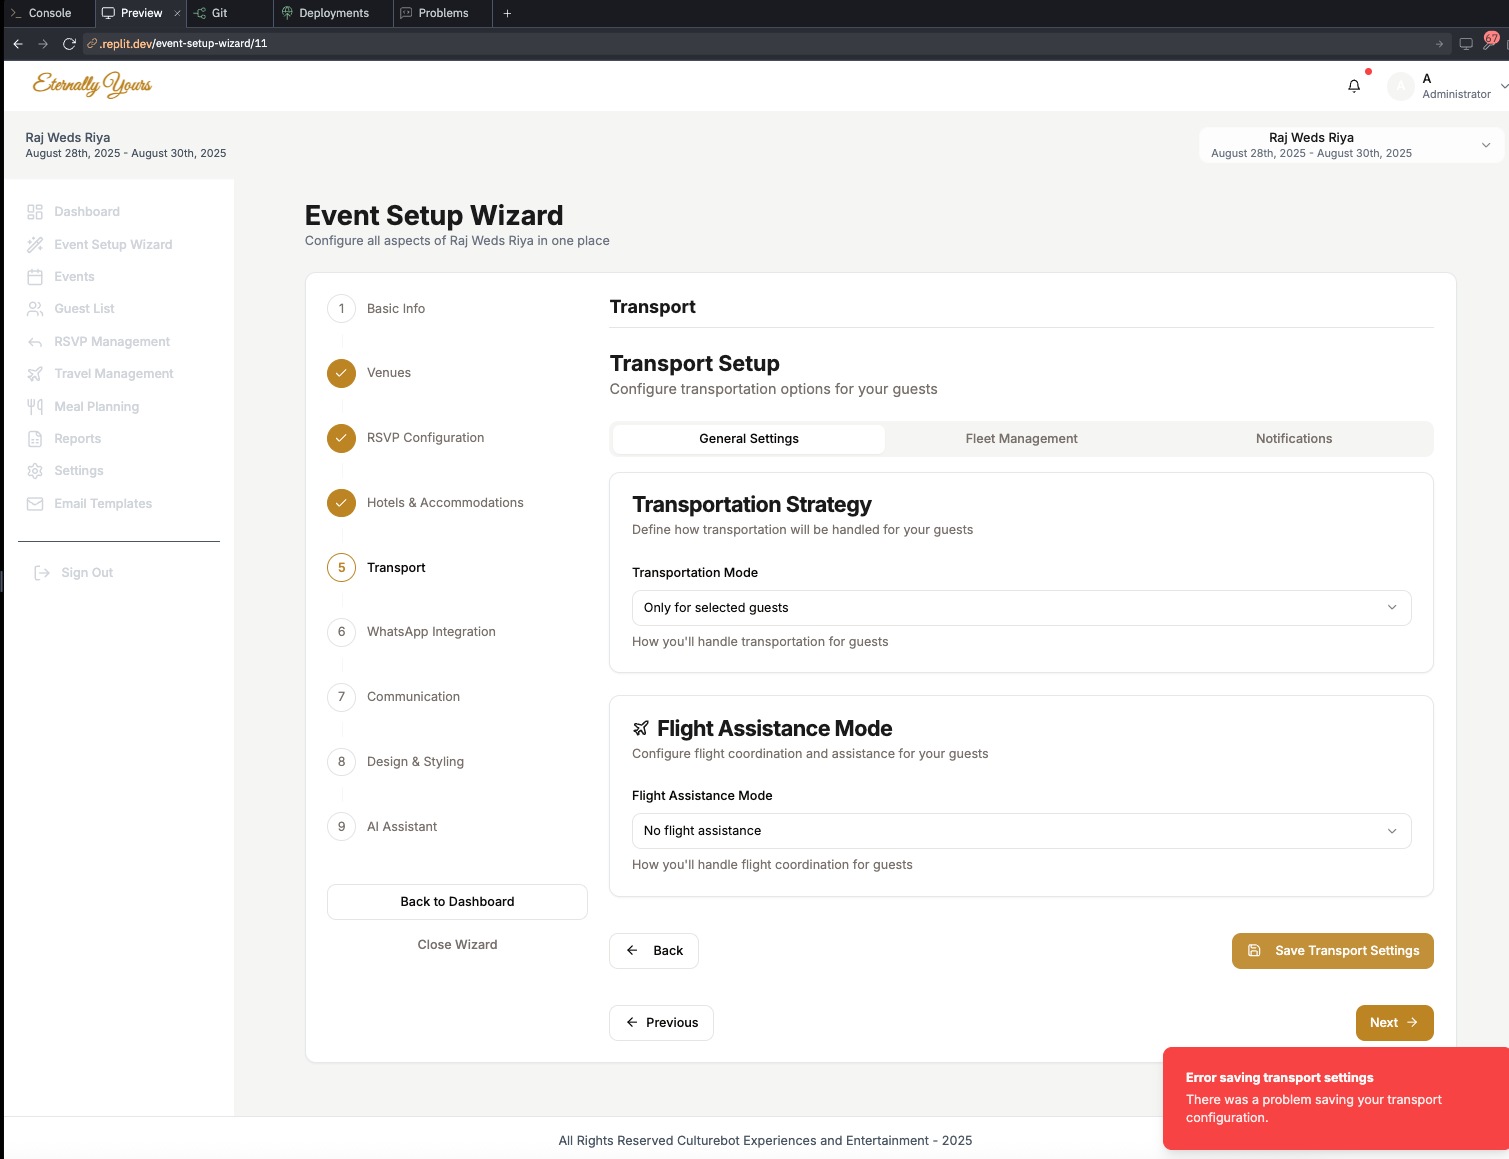 Console
Preview
Git
Deployments
Problems
.replit.dev/event-setup-wizard/11
67
Eternally Yours
A
A
Administrator
Raj Weds Riya
August 28th, 2025 - August 30th, 2025
Raj Weds Riya
August 28th, 2025 - August 30th, 2025
Dashboard
Event Setup Wizard
Events
Guest List
RSVP Management
Travel Management
Meal Planning
Reports
Settings
Email Templates
Sign Out
Event Setup Wizard
Configure all aspects of Raj Weds Riya in one place
1 Basic Info
Venues
RSVP Configuration
Hotels & Accommodations
5 Transport
6 WhatsApp Integration
7 Communication
8 Design & Styling
9 AI Assistant
Back to Dashboard
Close Wizard
Transport
Transport Setup
Configure transportation options for your guests
General Settings
Fleet Management
Notifications
Transportation Strategy
Define how transportation will be handled for your guests
Transportation Mode
Only for selected guests
How you'll handle transportation for guests
Flight Assistance Mode
Configure flight coordination and assistance for your guests
Flight Assistance Mode
No flight assistance
How you'll handle flight coordination for guests
Back
Save Transport Settings
Previous
Next
Error saving transport settings
There was a problem saving your transport
configuration.
All Rights Reserved Culturebot Experiences and Entertainment - 2025